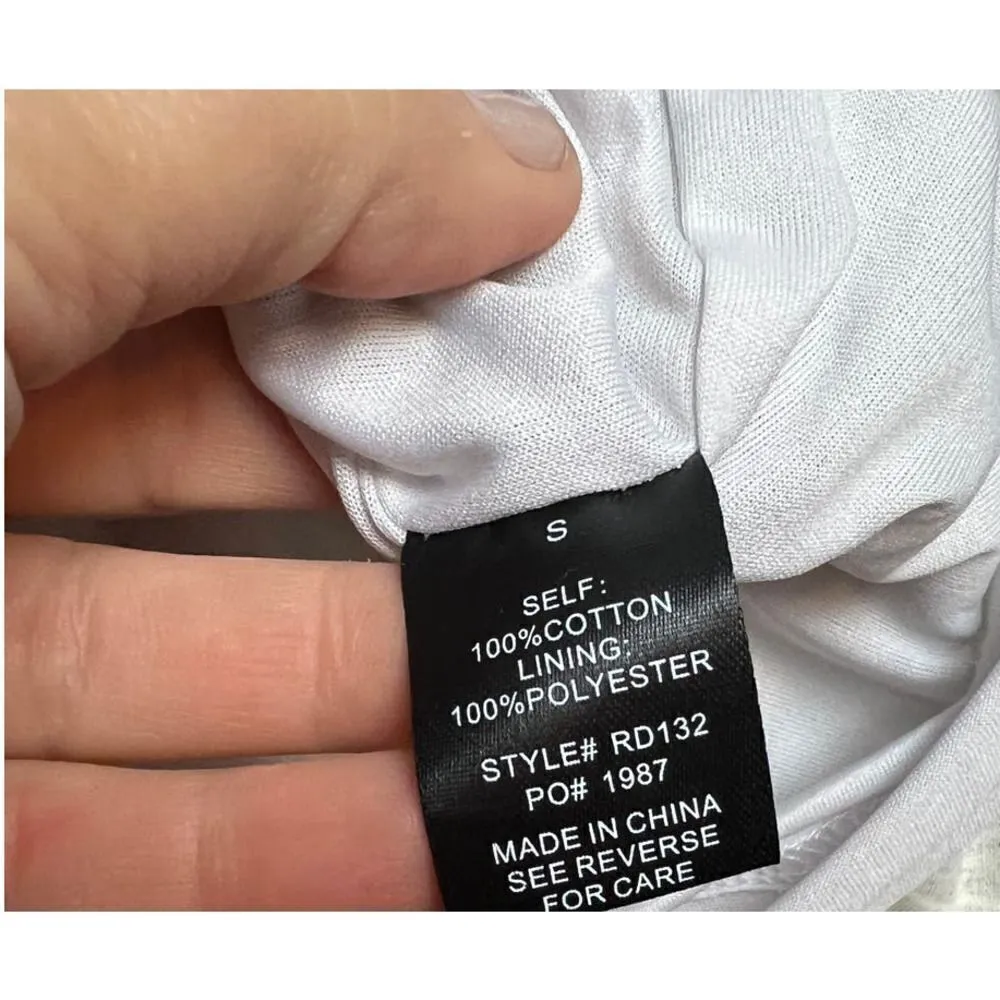 S
SELF:
100%COTTON
LINING:
100%POLYESTER
STYLE# RD132
PO# 1987
MADE IN CHINA
SEE REVERSE
FOR CARE